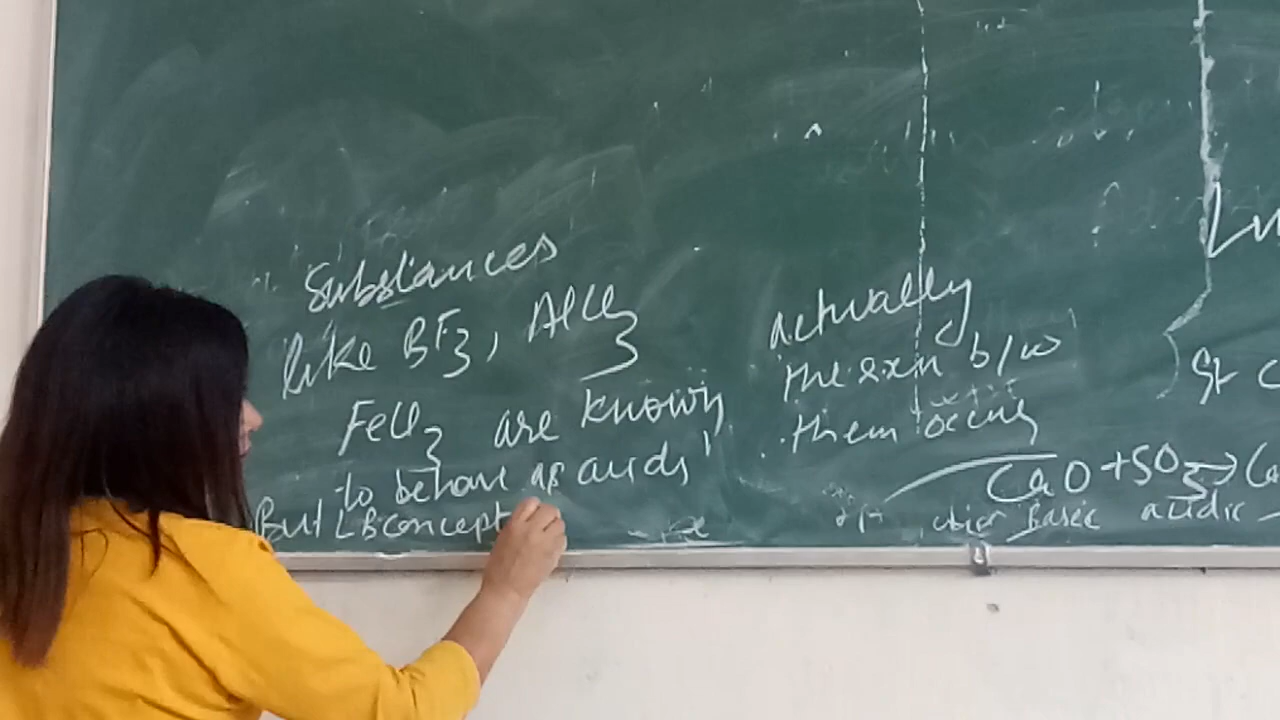 Substances
like BF3, AlCl3
FeCl3 are known
to behave as acids
But LB concept
actually
the rxn b/w
them occurs
CaO + SO3 → Ca
Basic acidic